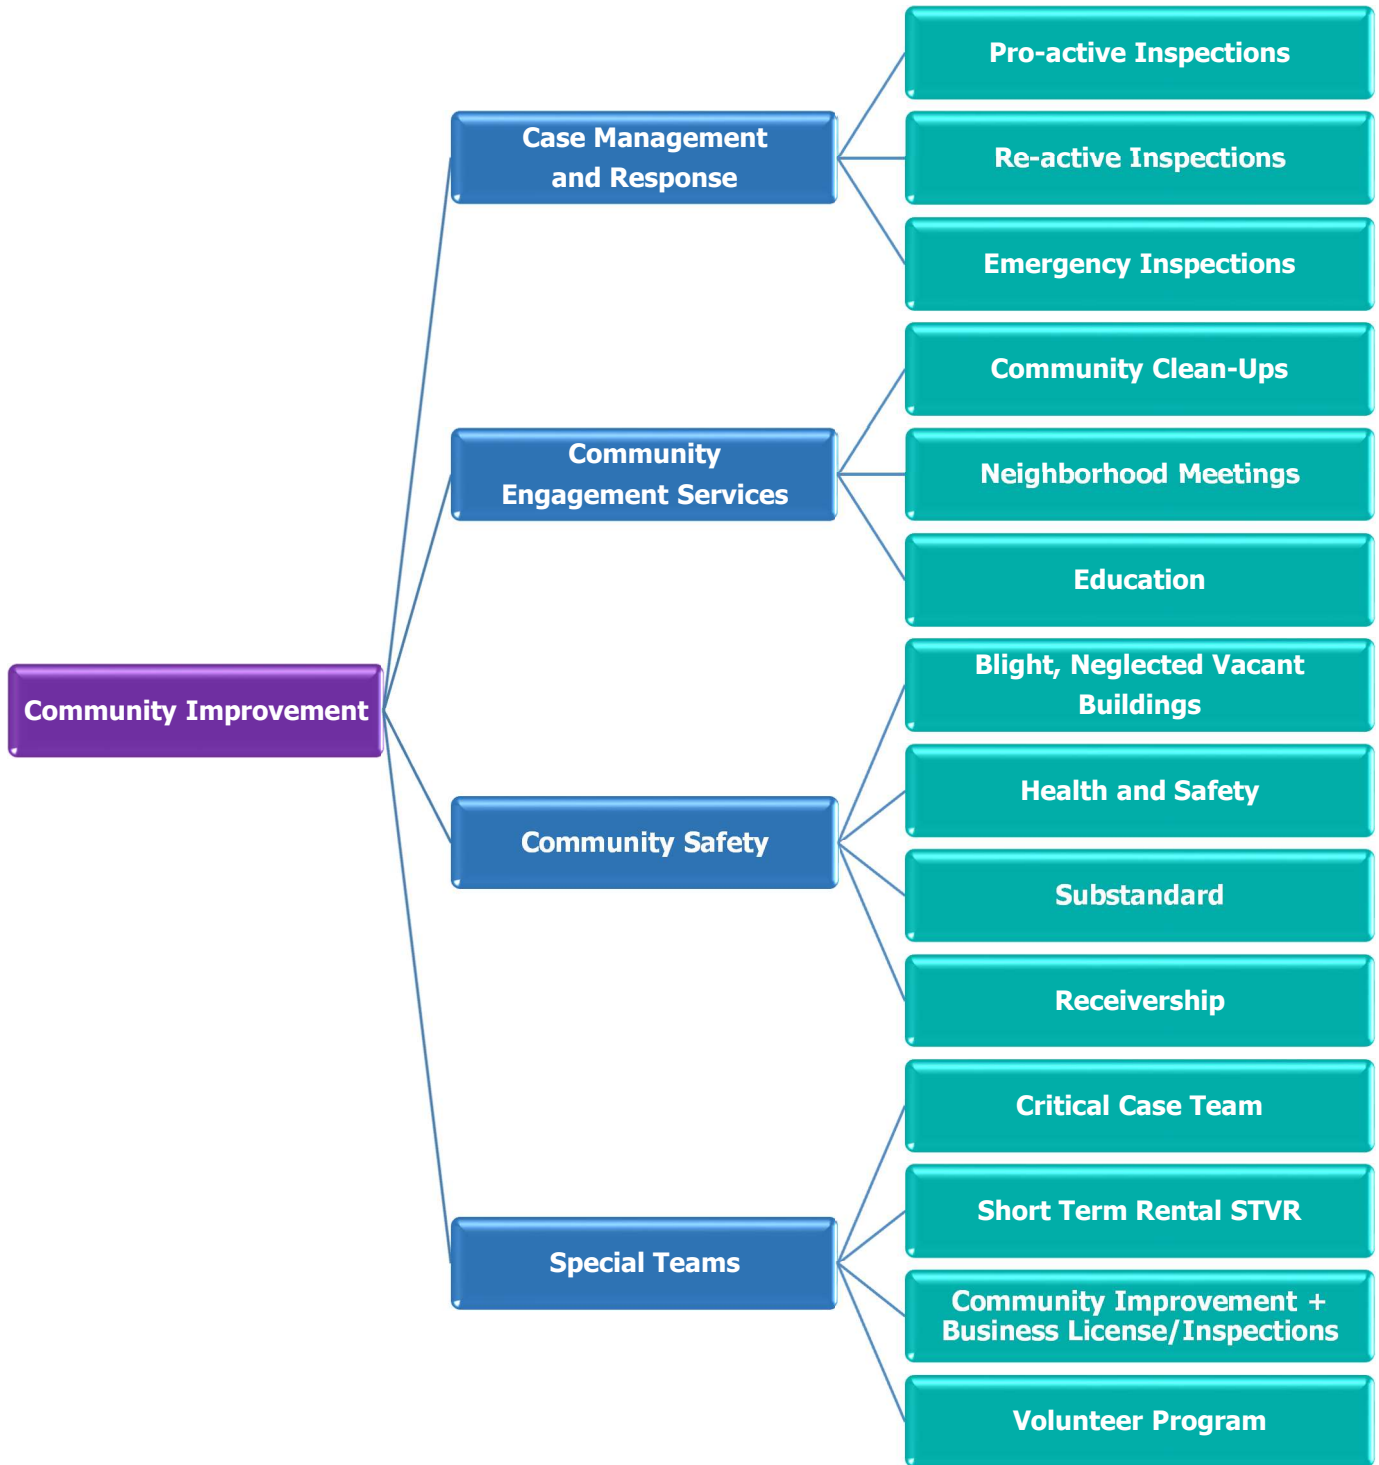 Pro-active Inspections
Case Management
and Response
Re-active Inspections
Emergency Inspections
Community Clean-Ups
Community
Engagement Services
Neighborhood Meetings
Education
Community Improvement
Blight, Neglected Vacant
Buildings
Health and Safety
Community Safety
Substandard
Receivership
Critical Case Team
Short Term Rental STVR
Special Teams
Community Improvement +
Business License/Inspections
Volunteer Program